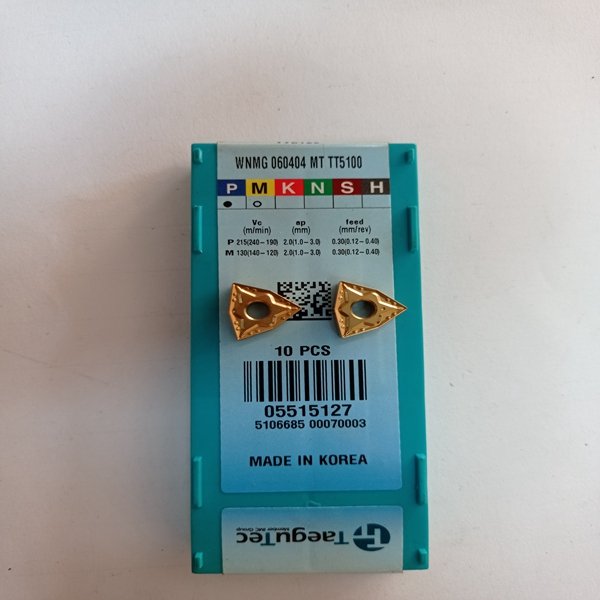 WNMG 060404 MT TT5100
P M K N S H
Vc ap feed
(m/min) (mm) (mm/rev)
P 215(240-190) 2.0(1.0-3.0) 0.30(0.12-0.40)
M 130(140-120) 2.0(1.0-3.0) 0.30(0.12-0.40)
10 PCS
05515127
5106685 00070003
MADE IN KOREA
TaeguTec
Member IMC Group